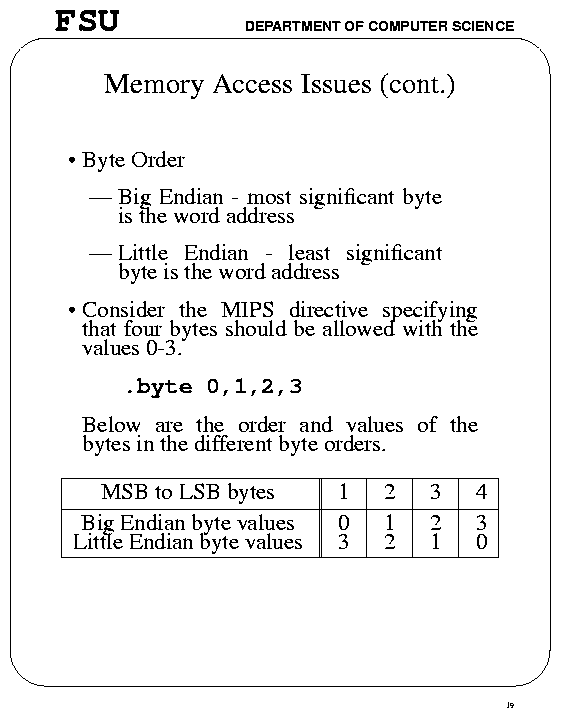 FSU
DEPARTMENT OF COMPUTER SCIENCE
Memory Access Issues (cont.)
• Byte Order
— Big Endian - most significant byte
is the word address
— Little Endian - least significant
byte is the word address
• Consider the MIPS directive specifying
that four bytes should be allowed with the
values 0-3.
.byte 0,1,2,3
Below are the order and values of the
bytes in the different byte orders.
MSB to LSB bytes 1 2 3 4
Big Endian byte values 0 1 2 3
Little Endian byte values 3 2 1 0